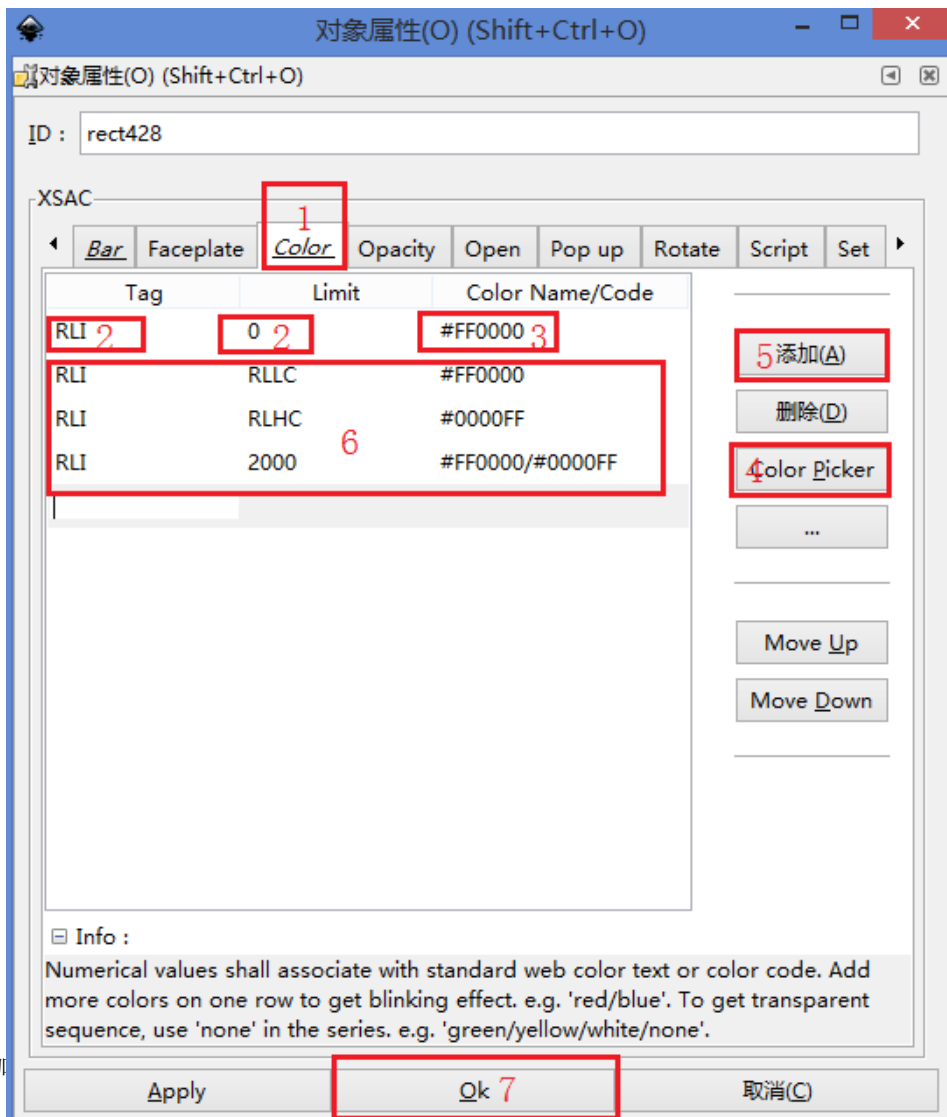 对象属性(O) (Shift+Ctrl+O)
对象属性(O) (Shift+Ctrl+O)
ID : rect428
XSAC
1
Bar Faceplate Color Opacity Open Pop up Rotate Script Set
Tag Limit Color Name/Code
RLI 2 0 2 #FF0000 3
5 添加(A)
RLI RLLC #FF0000
删除(D)
RLI RLHC #0000FF
6
RLI 2000 #FF0000/#0000FF
4 Color Picker
...
Move Up
Move Down
Info :
Numerical values shall associate with standard web color text or color code. Add
more colors on one row to get blinking effect. e.g. 'red/blue'. To get transparent
sequence, use 'none' in the series. e.g. 'green/yellow/white/none'.
Apply Ok 7 取消(C)